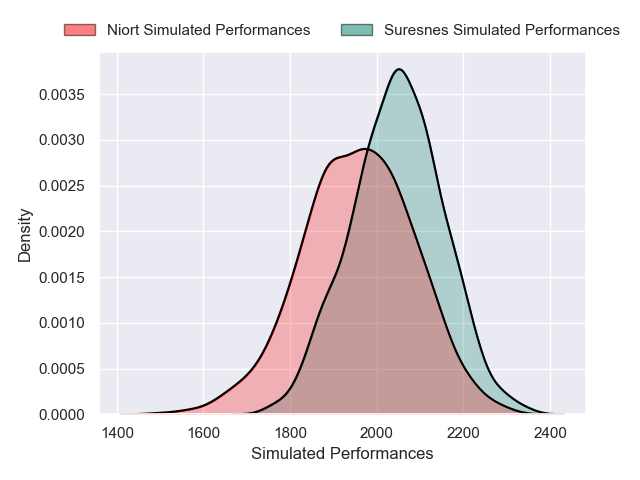 Niort Simulated Performances Suresnes Simulated Performances
0.0035
0.0030
0.0025
0.0020
0.0015
0.0010
0.0005
0.0000
Density
1400 1600 1800 2000 2200 2400
Simulated Performances